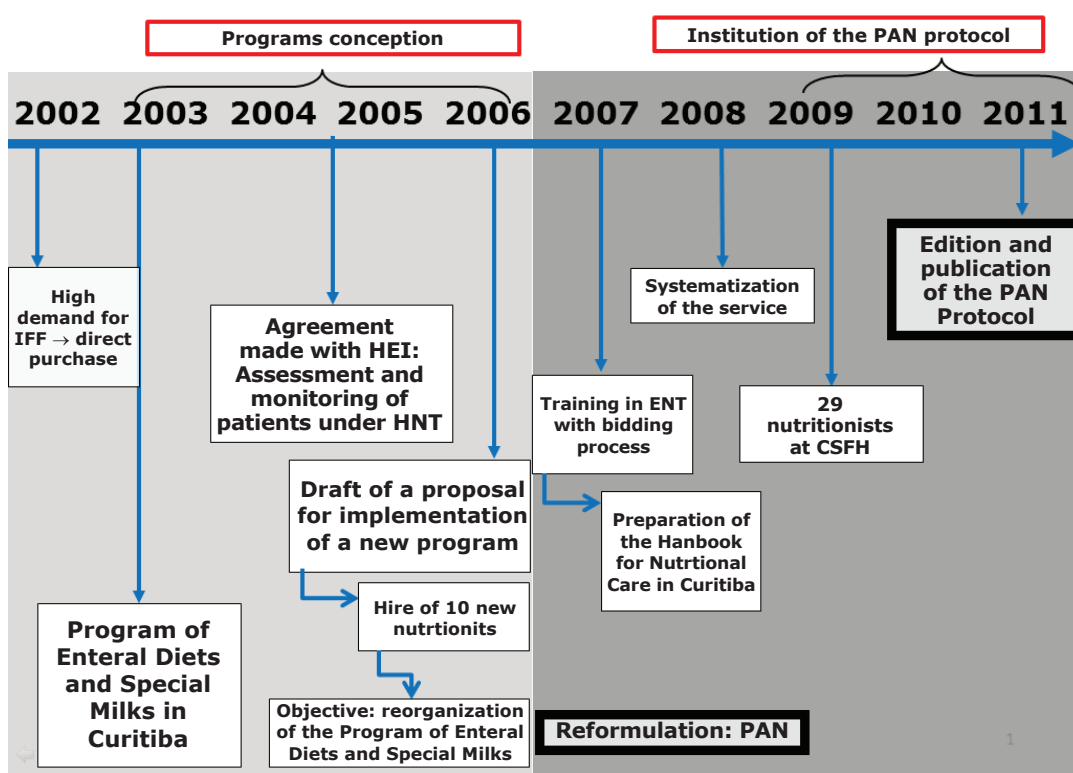 Programs conception
Institution of the PAN protocol
2002 2003 2004 2005 2006 2007 2008 2009 2010 2011
High
demand for
IFF → direct
purchase
Program of
Enteral Diets
and Special
Milks in
Curitiba
Agreement
made with HEI:
Assessment and
monitoring of
patients under HNT
Draft of a proposal
for implementation
of a new program
Hire of 10 new
nutrtionits
Objective: reorganization
of the Program of Enteral
Diets and Special Milks
Training in ENT
with bidding
process
Preparation of
the Hanbook
for Nutrtional
Care in Curitiba
Systematization
of the service
29
nutritionists
at CSFH
Edition and
publication
of the PAN
Protocol
Reformulation: PAN
1